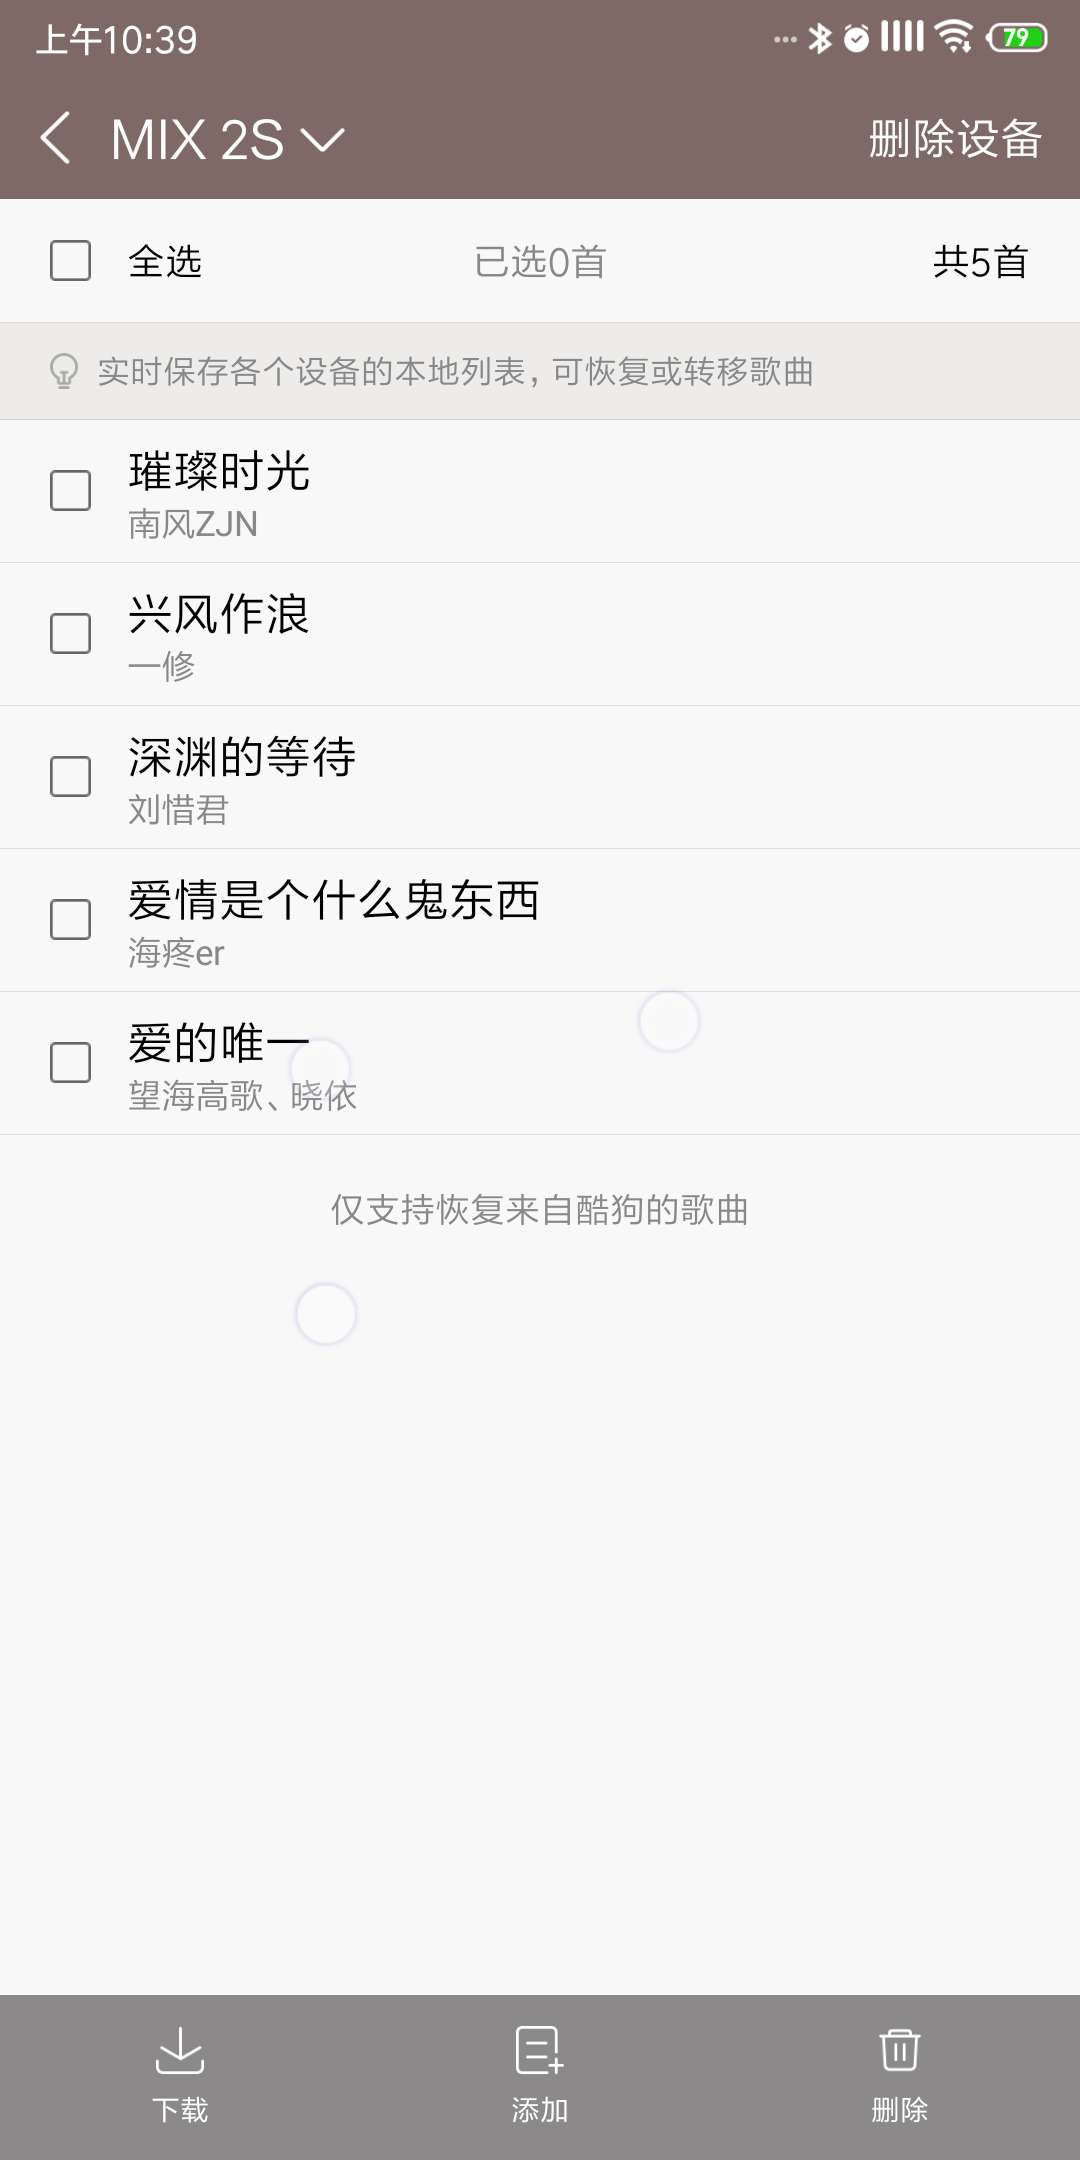 上午10:39
79
MIX 2S
删除设备
全选
已选0首
共5首
实时保存各个设备的本地列表，可恢复或转移歌曲
璀璨时光
南风ZJN
兴风作浪
一修
深渊的等待
刘惜君
爱情是个什么鬼东西
海疼er
爱的唯一
望海高歌、晓依
仅支持恢复来自酷狗的歌曲
下载
添加
删除